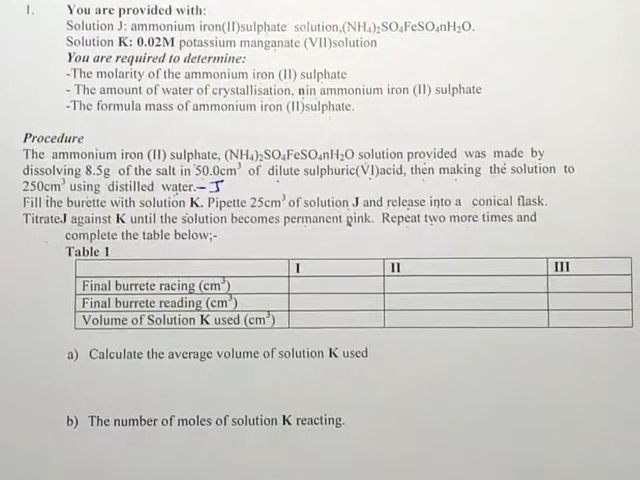 1. You are provided with:
Solution J: ammonium iron(II)sulphate solution,(NH₄)₂SO₄FeSO₄nH₂O.
Solution K: 0.02M potassium manganate (VII)solution
You are required to determine:
-The molarity of the ammonium iron (II) sulphate
- The amount of water of crystallisation, nin ammonium iron (II) sulphate
-The formula mass of ammonium iron (II)sulphate.
Procedure
The ammonium iron (II) sulphate, (NH₄)₂SO₄FeSO₄nH₂O solution provided was made by
dissolving 8.5g of the salt in 50.0cm³ of dilute sulphuric(VI)acid, then making the solution to
250cm³ using distilled water.- J
Fill the burette with solution K. Pipette 25cm³ of solution J and release into a conical flask.
TitrateJ against K until the solution becomes permanent pink. Repeat two more times and
complete the table below;-
Table 1
I II III
Final burrete racing (cm³)
Final burrete reading (cm³)
Volume of Solution K used (cm³)
a) Calculate the average volume of solution K used
b) The number of moles of solution K reacting.